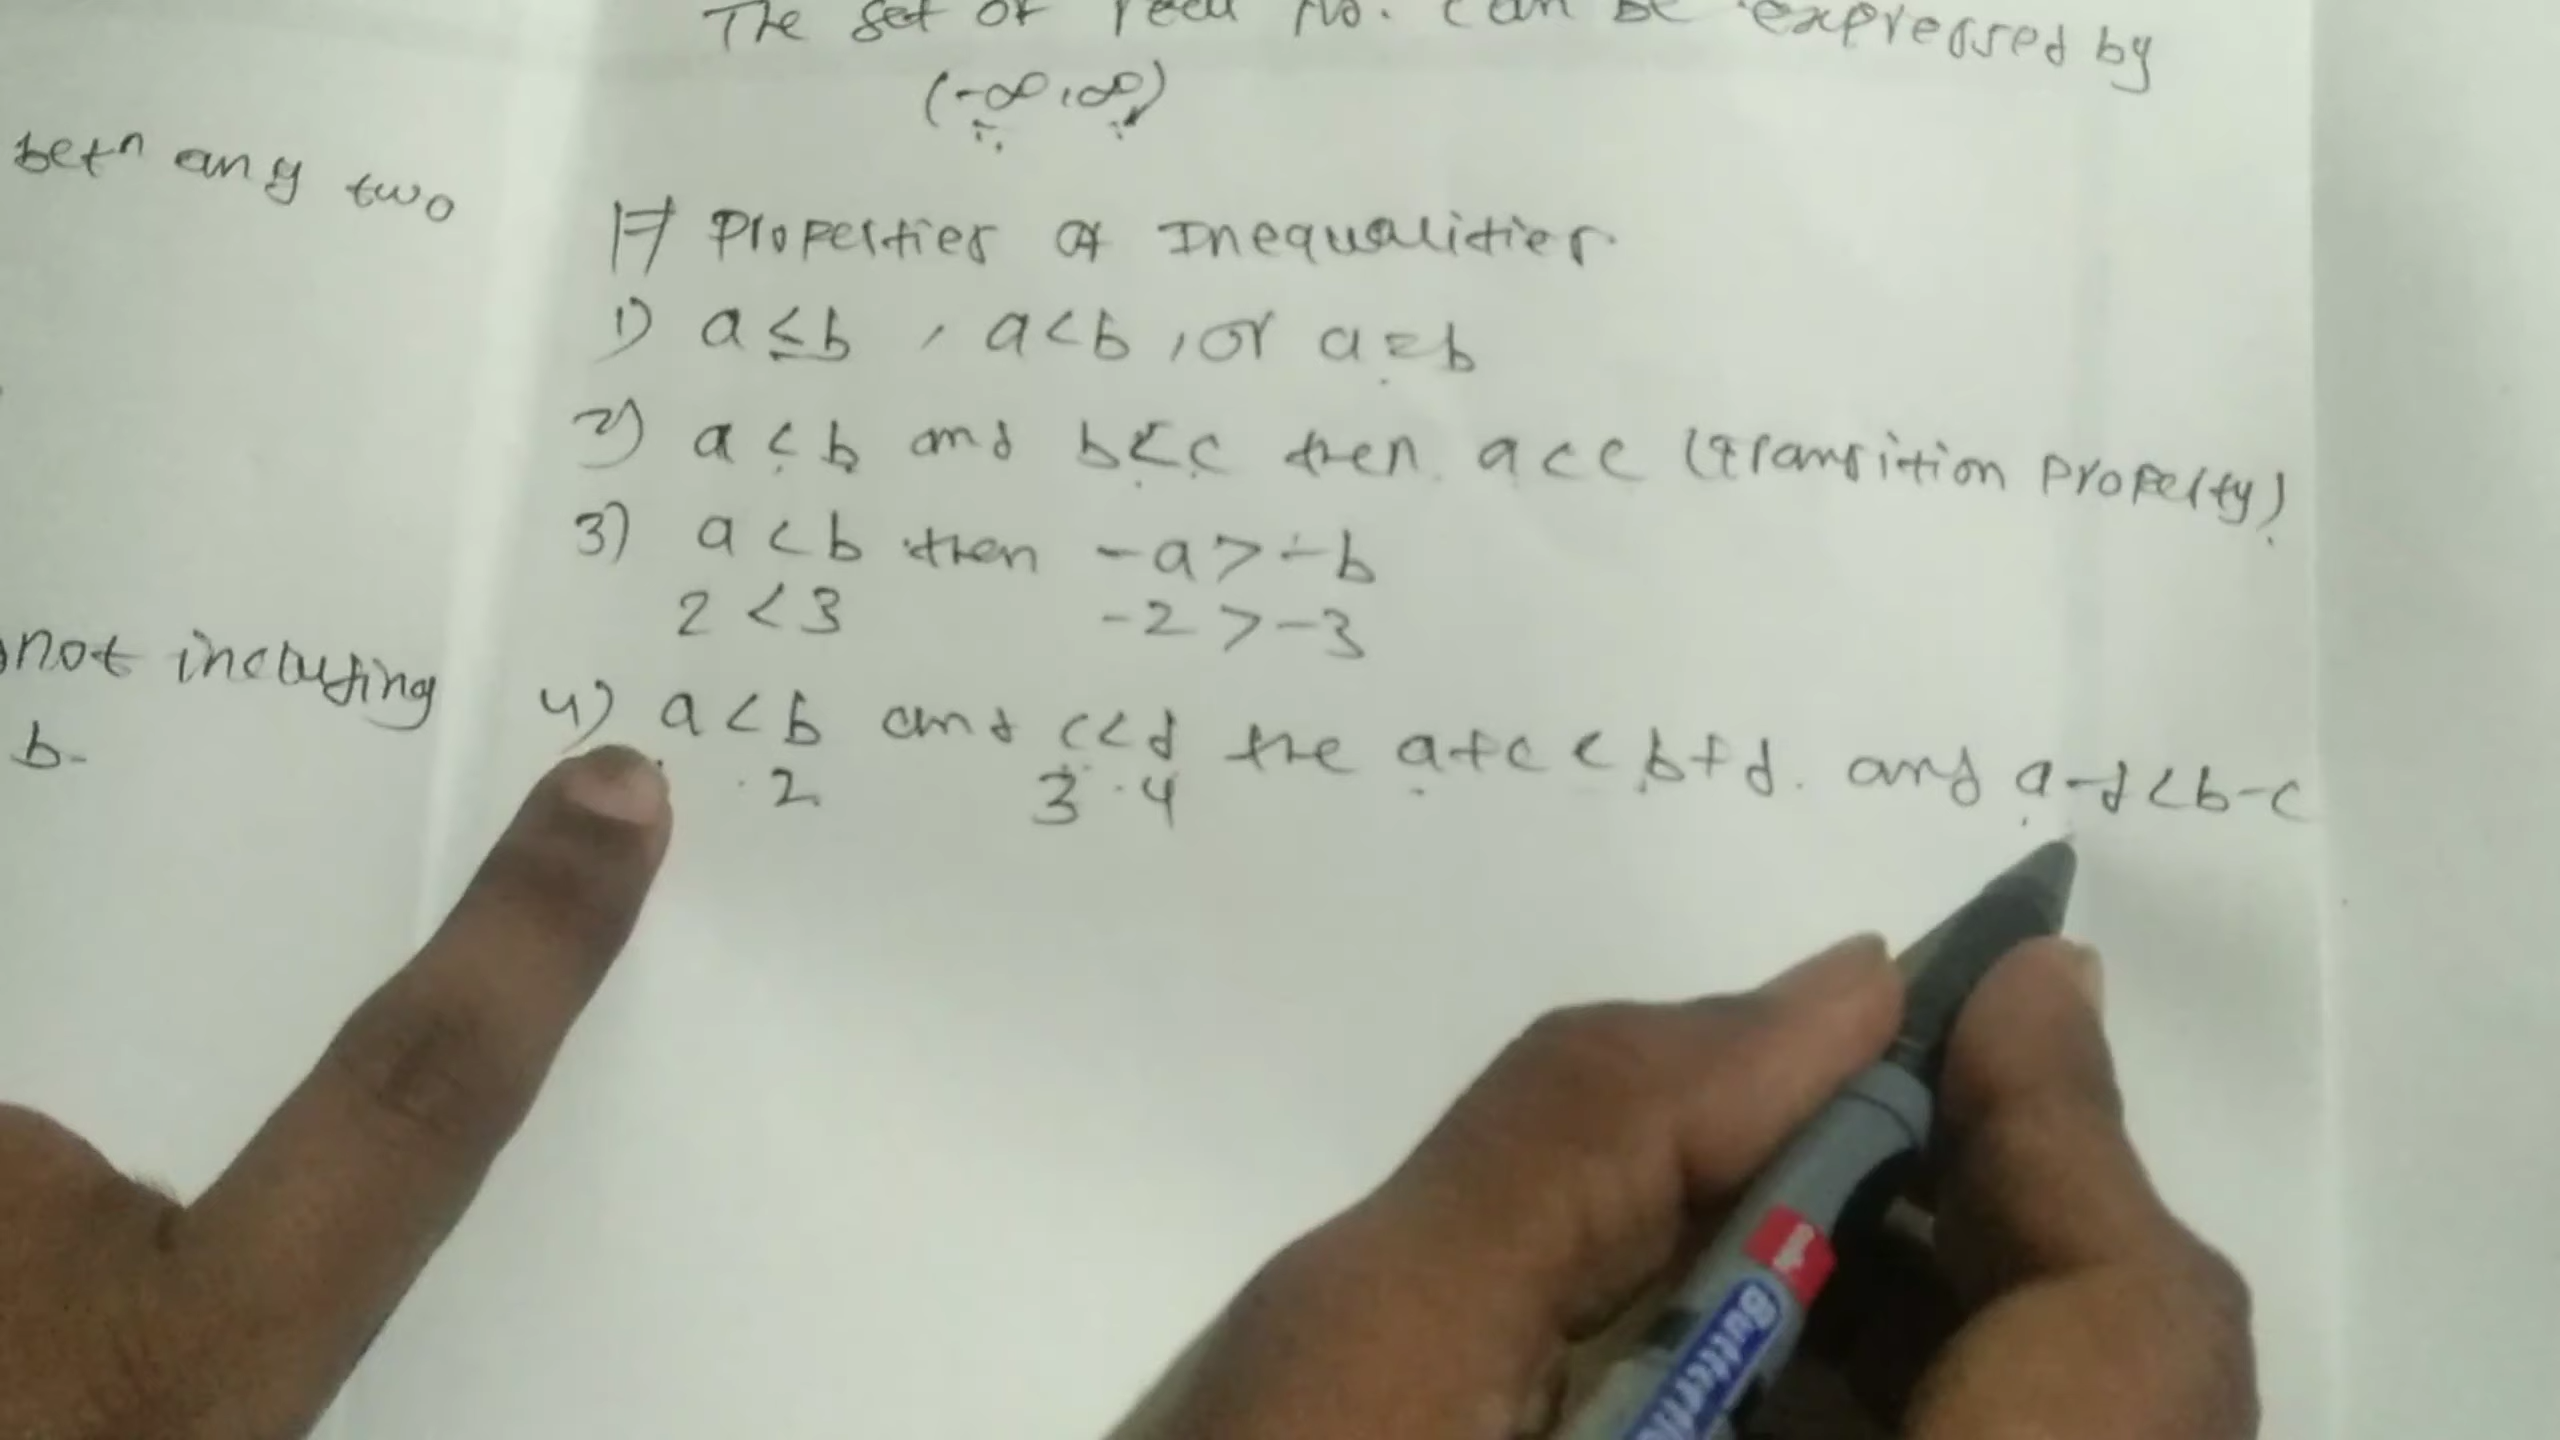 The set of real No. can be expressed by
(-∞,∞)
betn any two
not including
b-
Properties of Inequalities.
1) a≤b , a<b , or a=b
2) a<b and b<c then a<c (transition property)
3) a<b then -a>-b
2<3 -2>-3
4) a<b and c<d the a+c<b+d. and a-d<b-c
2 3 4
Butterfl